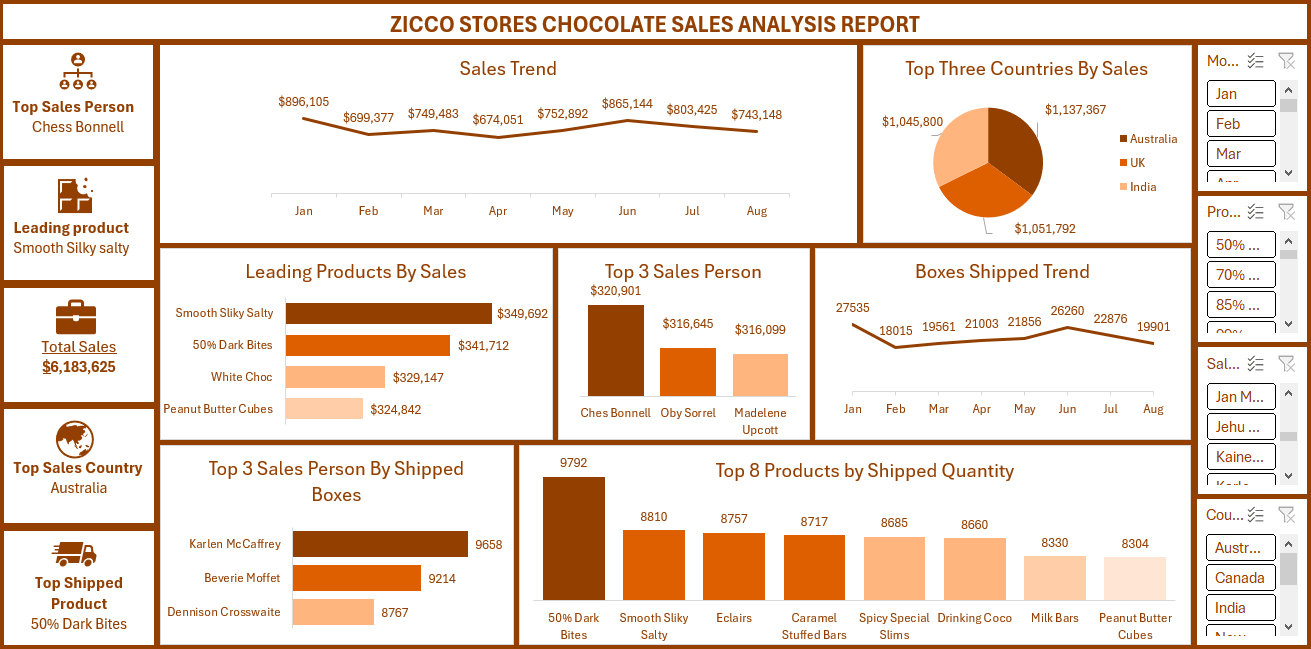 ZICCO STORES CHOCOLATE SALES ANALYSIS REPORT
Top Sales Person
Chess Bonnell
Leading product
Smooth Silky salty
Total Sales
$6,183,625
Top Sales Country
Australia
Top Shipped
Product
50% Dark Bites
Sales Trend
$896,105
$699,377
$749,483
$674,051
$752,892
$865,144
$803,425
$743,148
Jan Feb Mar Apr May Jun Jul Aug
Top Three Countries By Sales
$1,137,367
$1,045,800
$1,051,792
Australia
UK
India
Leading Products By Sales
Smooth Sliky Salty $349,692
50% Dark Bites $341,712
White Choc $329,147
Peanut Butter Cubes $324,842
Top 3 Sales Person
$320,901
$316,645
$316,099
Ches Bonnell Oby Sorrel Madelene
Upcott
Boxes Shipped Trend
27535
18015
19561
21003
21856
26260
22876
19901
Jan Feb Mar Apr May Jun Jul Aug
Top 3 Sales Person By Shipped
Boxes
Karlen McCaffrey 9658
Beverie Moffet 9214
Dennison Crosswaite 8767
Top 8 Products by Shipped Quantity
9792
8810
8757
8717
8685
8660
8330
8304
50% Dark Smooth Sliky Eclairs Caramel Spicy Special Drinking Coco Milk Bars Peanut Butter
Bites Salty Stuffed Bars Slims Cubes
Mo...
Jan
Feb
Mar
Pro...
50% ...
70% ...
85% ...
Sal...
Jan M...
Jehu ...
Kaine...
Cou...
Austr...
Canada
India